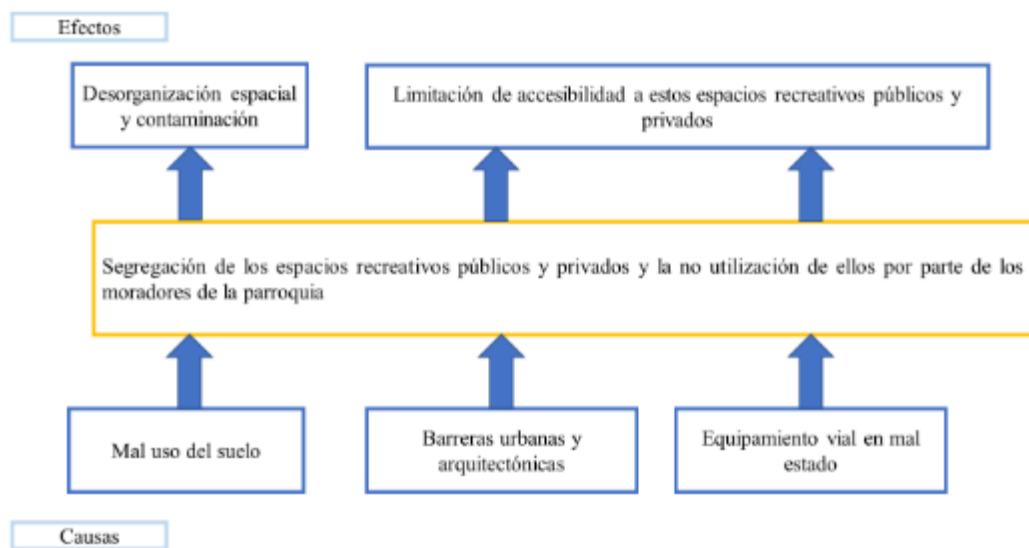 Efectos
Desorganización espacial
y contaminación
Limitación de accesibilidad a estos espacios recreativos públicos y
privados
Segregación de los espacios recreativos públicos y privados y la no utilización de ellos por parte de los
moradores de la parroquia
Mal uso del suelo
Barreras urbanas y
arquitectónicas
Equipamiento vial en mal
estado
Causas